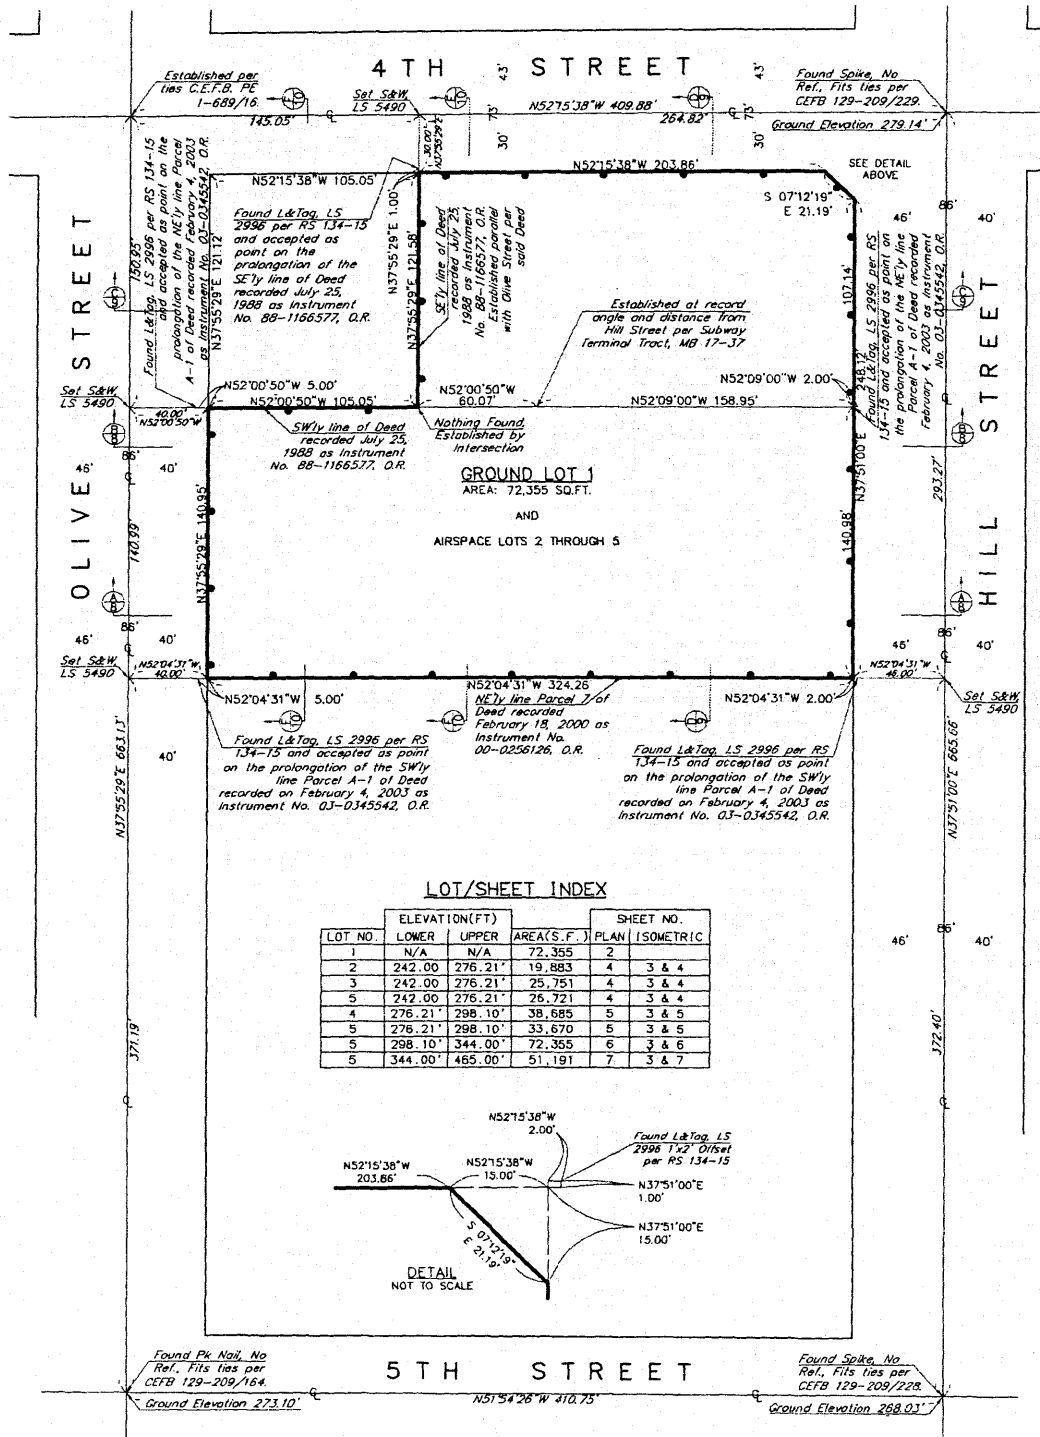 4TH STREET
43'
43'
Established per
ties C.E.F.B. PE
1-689/16.
145.05'
Set S&W,
LS 5490
75'
N52°15'38"W 409.88'
264.82'
75'
Found Spike, No
Ref., Fits ties per
CEFB 129-209/229.
Ground Elevation 279.14'
30.00'
N37°55'29"E
30'
30'
N52°15'38"W 105.05'
N52°15'38"W 203.86'
SEE DETAIL
ABOVE
S 07°12'19"
E 21.19'
46'
86'
40'
OLIVE STREET
150.95'
Found L&Tag, LS 2996 per RS 134-15
and accepted as point on the
prolongation of the NE'ly line Parcel
A-1 of Deed recorded February 4, 2003
as Instrument No. 03-0345542, O.R.
N37°55'29"E 121.12'
Found L&Tag, LS
2996 per RS 134-15
and accepted as
point on the
prolongation of the
SE'ly line of Deed
recorded July 25,
1988 as Instrument
No. 88-1166577, O.R.
N37°55'29"E 1.00'
N37°55'29"E 121.58'
SE'ly line of Deed
recorded July 25,
1988 as Instrument
No. 88-1166577, O.R.
Established parallel
with Olive Street per
said Deed
Established at record
angle and distance from
Hill Street per Subway
Terminal Tract, MB 17-37
107.14'
248.12'
N37°51'00"E
Found L&Tag, LS 2996 per RS
134-15 and accepted as point on
the prolongation of the NE'ly line
Parcel A-1 of Deed recorded
February 4, 2003 as Instrument
No. 03-0345542, O.R.
HILL STREET
Set S&W,
LS 5490
40.00'
N52°00'50"W
N52°00'50"W 5.00'
N52°00'50"W 105.05'
N52°00'50"W
60.07'
N52°09'00"W 2.00'
N52°09'00"W 158.95'
SW'ly line of Deed
recorded July 25,
1988 as Instrument
No. 88-1166577, O.R.
Nothing Found,
Established by
Intersection
46'
86'
40'
GROUND LOT 1
AREA: 72,355 SQ.FT.
AND
AIRSPACE LOTS 2 THROUGH 5
293.27'
140.99'
N37°55'29"E 140.95'
140.98'
46'
86'
40'
46'
86'
40'
Set S&W,
LS 5490
N52°04'31"W
40.00'
N52°04'31"W 5.00'
N52°04'31"W 324.26
N52°04'31"W 2.00'
N52°04'31"W
46.00'
Set S&W,
LS 5490
NE'ly line Parcel 7 of
Deed recorded
February 18, 2000 as
Instrument No.
00-0256126, O.R.
Found L&Tag, LS 2996 per RS
134-15 and accepted as point
on the prolongation of the SW'ly
line Parcel A-1 of Deed
recorded on February 4, 2003 as
Instrument No. 03-0345542, O.R.
Found L&Tag, LS 2996 per RS
134-15 and accepted as point
on the prolongation of the SW'ly
line Parcel A-1 of Deed
recorded on February 4, 2003 as
Instrument No. 03-0345542, O.R.
40'
N37°55'29"E 663.13'
N37°51'00"E 665.66'
LOT/SHEET INDEX
ELEVATION(FT) SHEET NO.
LOT NO. LOWER UPPER AREA(S.F.) PLAN ISOMETRIC
1 N/A N/A 72,355 2
2 242.00 276.21' 19,883 4 3 & 4
3 242.00 276.21' 25,751 4 3 & 4
5 242.00 276.21' 26,721 4 3 & 4
4 276.21' 298.10' 38,685 5 3 & 5
5 276.21' 298.10' 33,670 5 3 & 5
5 298.10' 344.00' 72,355 6 3 & 6
5 344.00' 465.00' 51,191 7 3 & 7
46'
86'
40'
371.19'
372.40'
N52°15'38"W
2.00'
Found L&Tag, LS
2996 1'x2' Offset
per RS 134-15
N52°15'38"W
203.86'
N52°15'38"W
15.00'
N37°51'00"E
1.00'
N37°51'00"E
15.00'
S 07°12'19"
E 21.19'
DETAIL
NOT TO SCALE
Found Pk Nail, No
Ref., Fits ties per
CEFB 129-209/164.
Ground Elevation 273.10'
5TH STREET
N51°54'26"W 410.75'
Found Spike, No
Ref., Fits ties per
CEFB 129-209/228.
Ground Elevation 268.03'